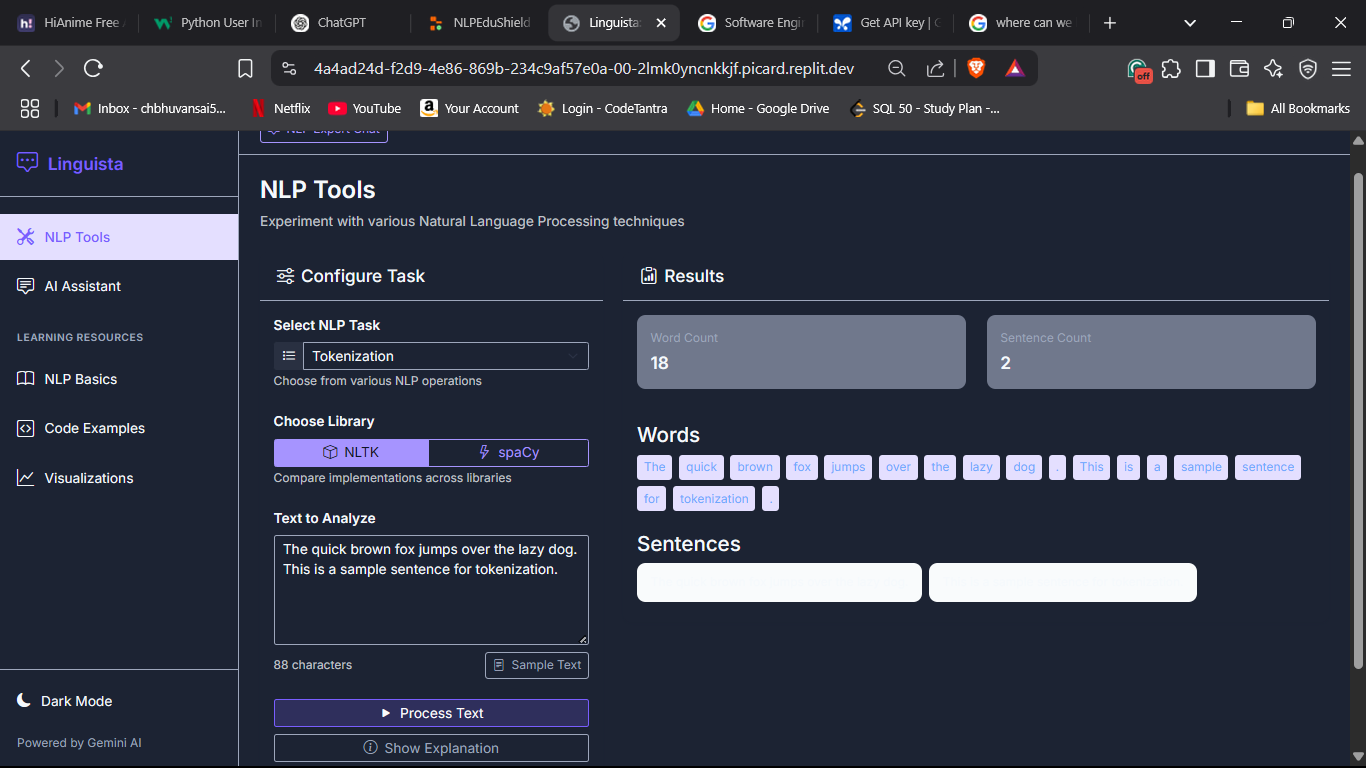 HiAnime Free
Python User In
ChatGPT
NLPEduShield
Linguista:
Software Engi
Get API key |
where can we
4a4ad24d-f2d9-4e86-869b-234c9af57e0a-00-2lmk0yncnkkjf.picard.replit.dev
off
Inbox - chbhuvansai5...
Netflix
YouTube
Your Account
Login - CodeTantra
Home - Google Drive
SQL 50 - Study Plan -...
All Bookmarks
Linguista
NLP Tools
AI Assistant
LEARNING RESOURCES
NLP Basics
Code Examples
Visualizations
Dark Mode
Powered by Gemini AI
NLP Expert Chat
NLP Tools
Experiment with various Natural Language Processing techniques
Configure Task
Select NLP Task
Tokenization
Choose from various NLP operations
Choose Library
NLTK
spaCy
Compare implementations across libraries
Text to Analyze
The quick brown fox jumps over the lazy dog.
This is a sample sentence for tokenization.
88 characters
Sample Text
Process Text
Show Explanation
Results
Word Count
18
Sentence Count
2
Words
The quick brown fox jumps over the lazy dog . This is a sample sentence
for tokenization .
Sentences